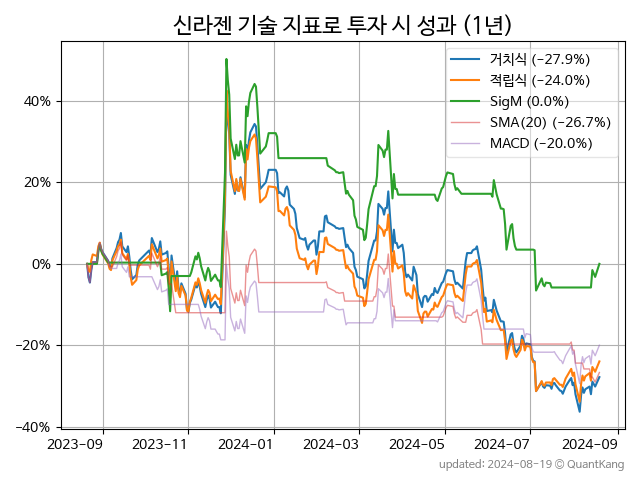 신라젠 기술 지표로 투자 시 성과 (1년)
거치식 (−27.9%)
적립식 (−24.0%)
SigM (0.0%)
SMA(20) (−26.7%)
MACD (−20.0%)
40%
20%
0%
−20%
−40%
2023-09 2023-11 2024-01 2024-03 2024-05 2024-07 2024-09
updated: 2024-08-19 © QuantKang